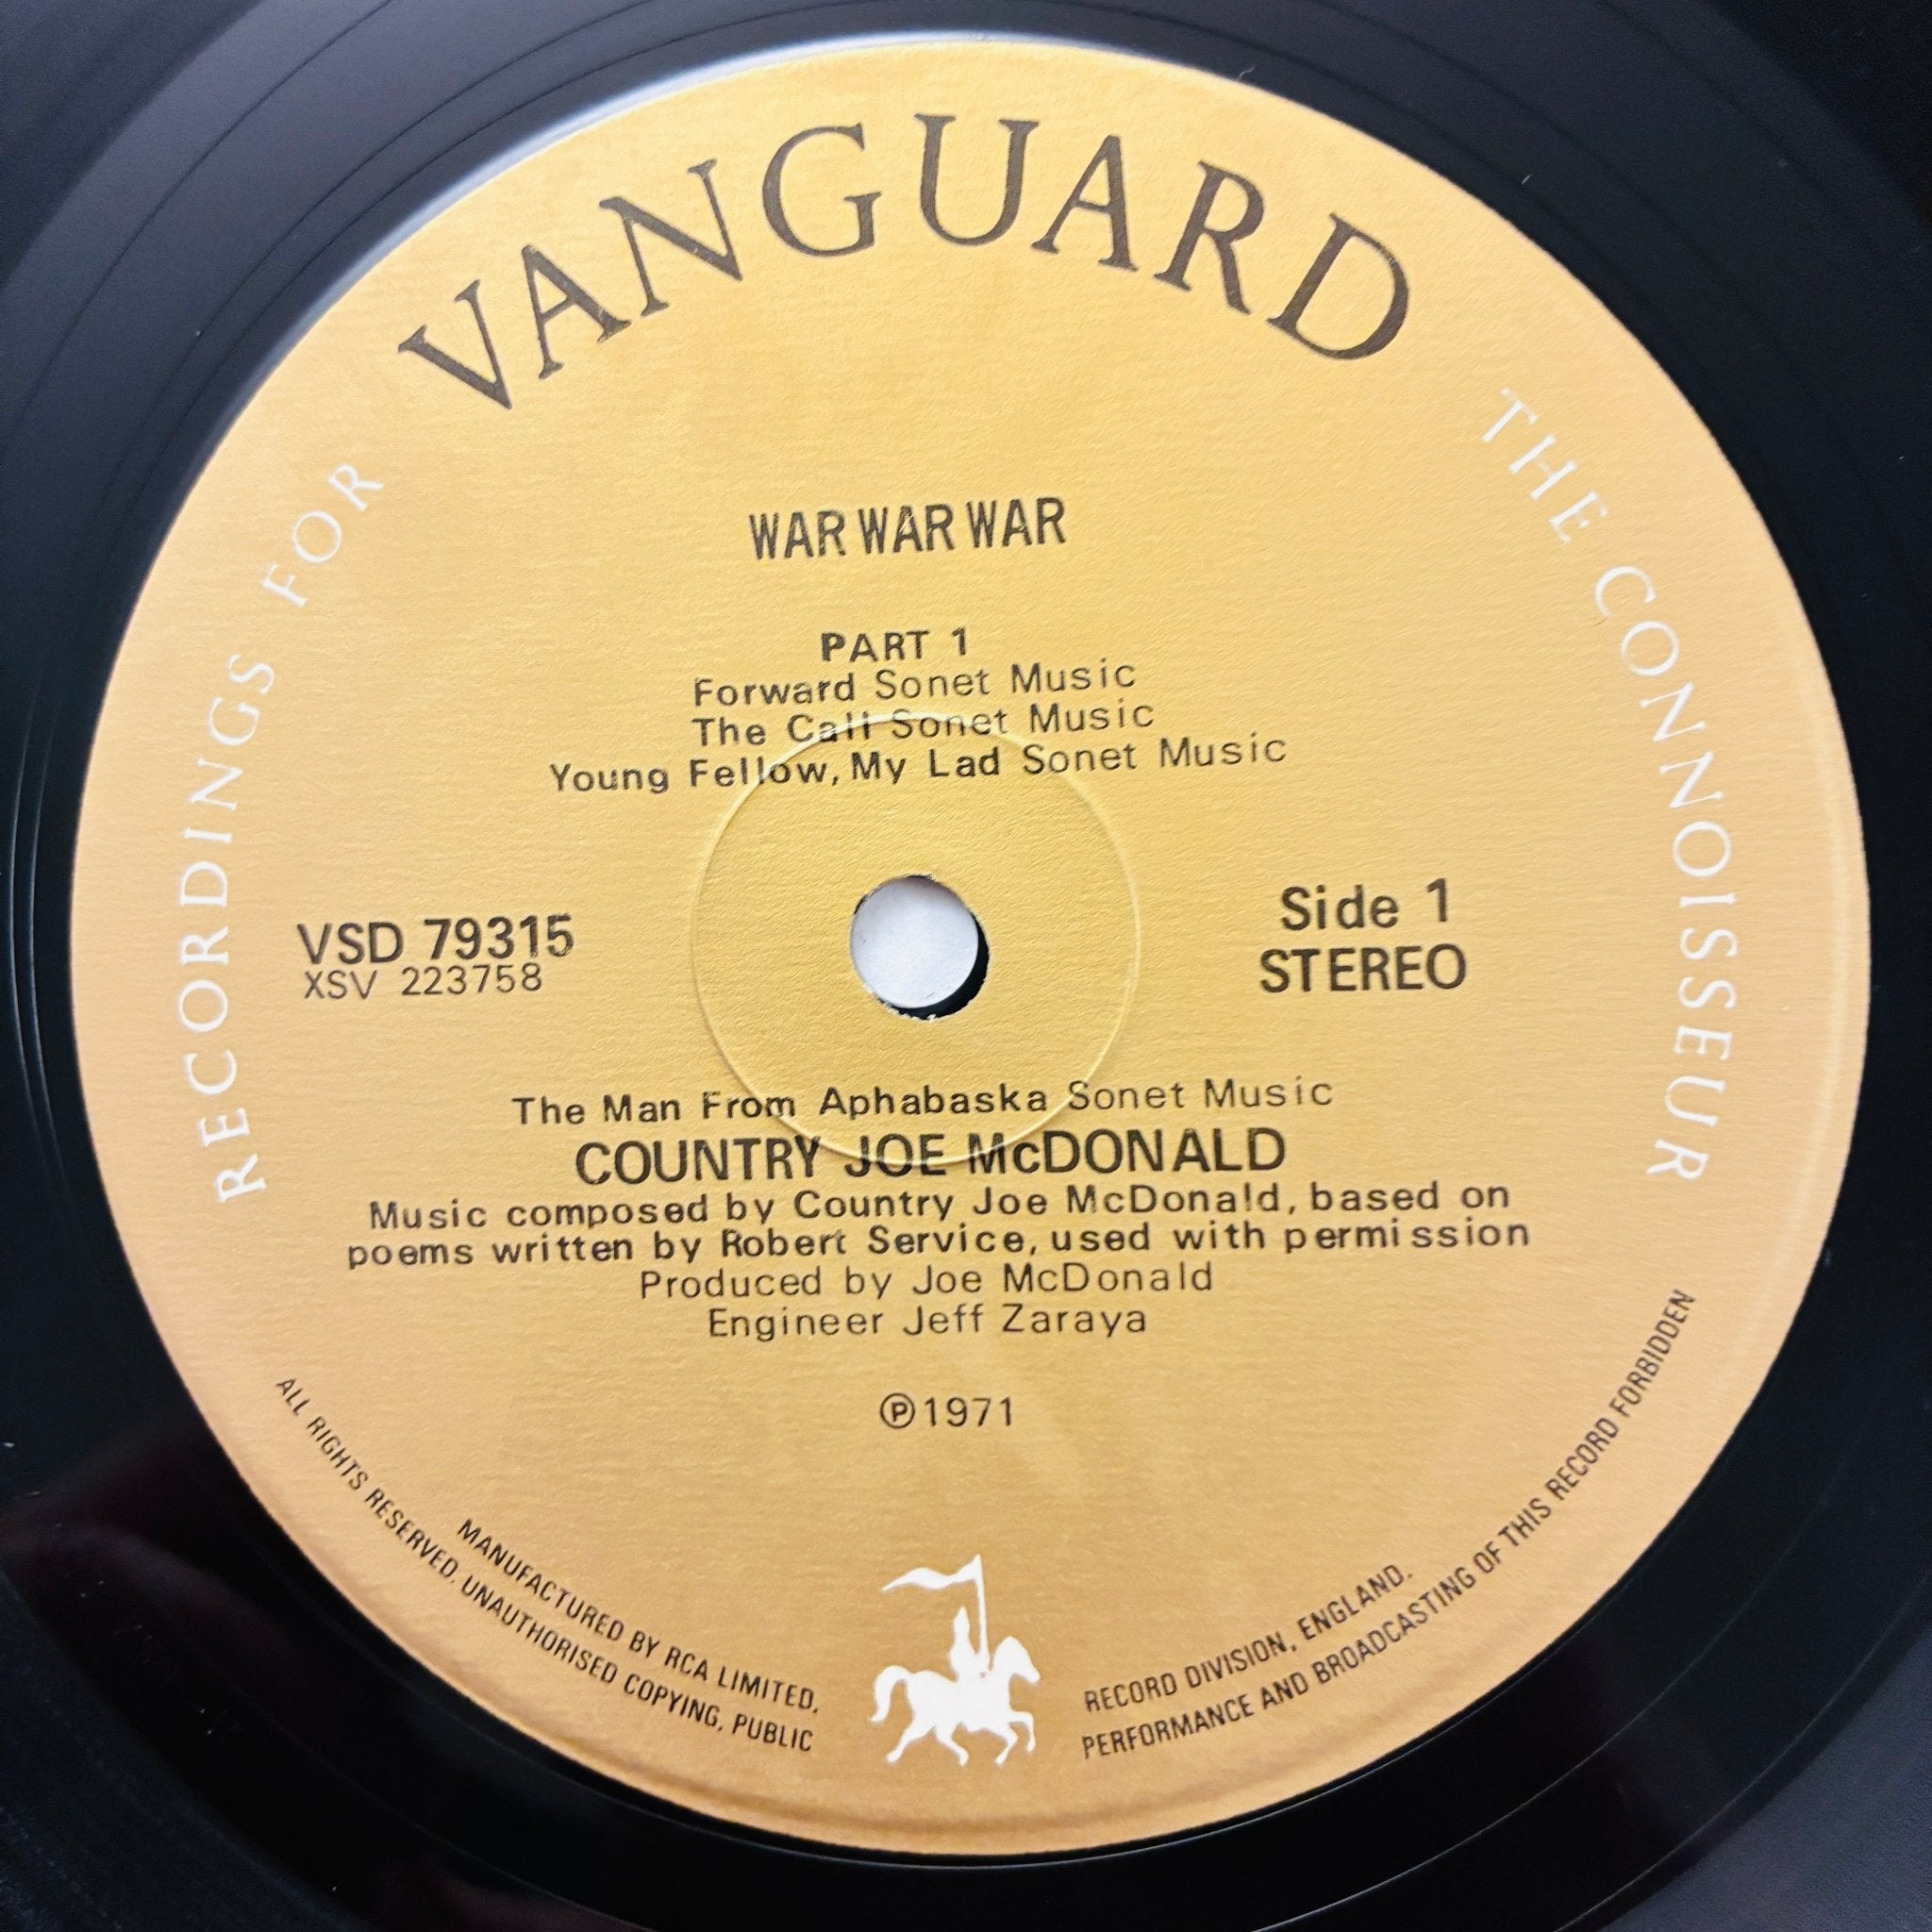 VANGUARD
RECORDINGS FOR
THE CONNOISSEUR
WAR WAR WAR
PART 1
Forward Sonet Music
The Call Sonet Music
Young Fellow, My Lad Sonet Music
VSD 79315
XSV 223758
Side 1
STEREO
The Man From Aphabaska Sonet Music
COUNTRY JOE McDONALD
Music composed by Country Joe McDonald, based on
poems written by Robert Service, used with permission
Produced by Joe McDonald
Engineer Jeff Zaraya
℗1971
MANUFACTURED BY RCA LIMITED,
RECORD DIVISION, ENGLAND.
ALL RIGHTS RESERVED. UNAUTHORISED COPYING, PUBLIC
PERFORMANCE AND BROADCASTING OF THIS RECORD FORBIDDEN